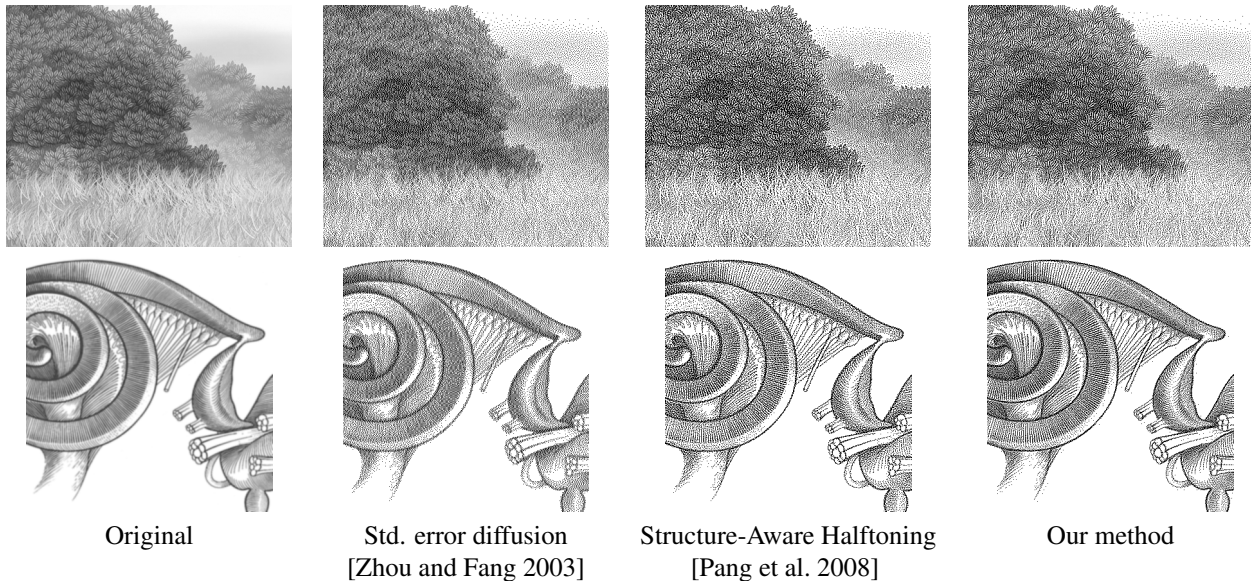 Original
Std. error diffusion
[Zhou and Fang 2003]
Structure-Aware Halftoning
[Pang et al. 2008]
Our method